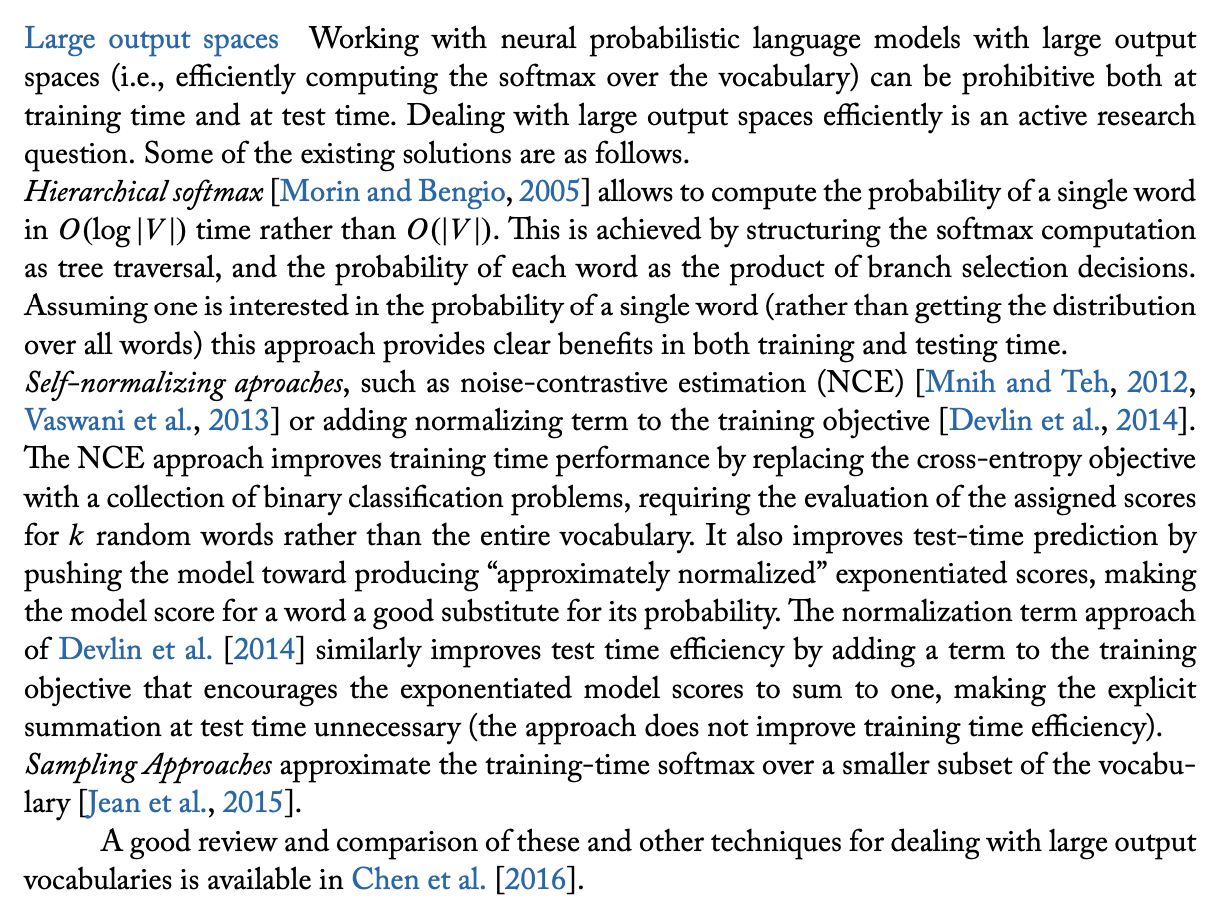 Large output spaces Working with neural probabilistic language models with large output
spaces (i.e., efficiently computing the softmax over the vocabulary) can be prohibitive both at
training time and at test time. Dealing with large output spaces efficiently is an active research
question. Some of the existing solutions are as follows.
Hierarchical softmax [Morin and Bengio, 2005] allows to compute the probability of a single word
in O(log |V|) time rather than O(|V|). This is achieved by structuring the softmax computation
as tree traversal, and the probability of each word as the product of branch selection decisions.
Assuming one is interested in the probability of a single word (rather than getting the distribution
over all words) this approach provides clear benefits in both training and testing time.
Self-normalizing aproaches, such as noise-contrastive estimation (NCE) [Mnih and Teh, 2012,
Vaswani et al., 2013] or adding normalizing term to the training objective [Devlin et al., 2014].
The NCE approach improves training time performance by replacing the cross-entropy objective
with a collection of binary classification problems, requiring the evaluation of the assigned scores
for k random words rather than the entire vocabulary. It also improves test-time prediction by
pushing the model toward producing “approximately normalized” exponentiated scores, making
the model score for a word a good substitute for its probability. The normalization term approach
of Devlin et al. [2014] similarly improves test time efficiency by adding a term to the training
objective that encourages the exponentiated model scores to sum to one, making the explicit
summation at test time unnecessary (the approach does not improve training time efficiency).
Sampling Approaches approximate the training-time softmax over a smaller subset of the vocabu-
lary [Jean et al., 2015].
A good review and comparison of these and other techniques for dealing with large output
vocabularies is available in Chen et al. [2016].